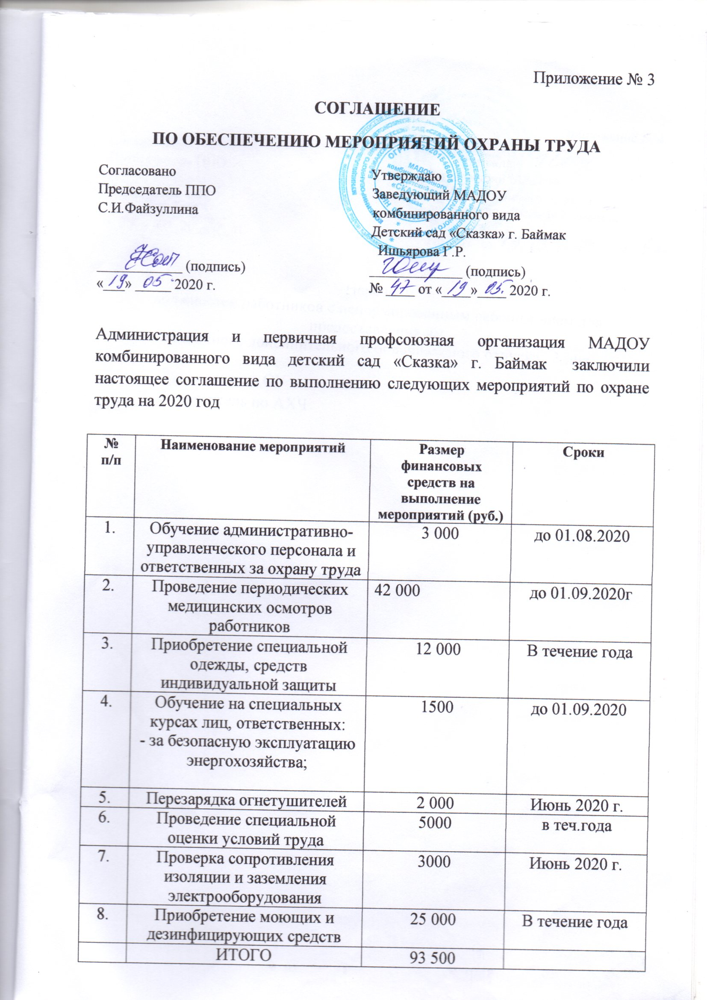 Приложение № 3
СОГЛАШЕНИЕ
ПО ОБЕСПЕЧЕНИЮ МЕРОПРИЯТИЙ ОХРАНЫ ТРУДА
Согласовано
Председатель ППО
С.И.Файзуллина
(подпись)
«19» 05 2020 г.
Утверждаю
Заведующий МАДОУ
комбинированного вида
Детский сад «Сказка» г. Баймак
Ишьярова Г.Р.
(подпись)
№ 47 от «19» 05. 2020 г.
Администрация и первичная профсоюзная организация МАДОУ
комбинированного вида детский сад «Сказка» г. Баймак заключили
настоящее соглашение по выполнению следующих мероприятий по охране
труда на 2020 год
№ п/п
Наименование мероприятий
Размер
финансовых
средств на
выполнение
мероприятий (руб.)
Сроки
1.
Обучение административно-
управленческого персонала и
ответственных за охрану труда
3 000
до 01.08.2020
2.
Проведение периодических
медицинских осмотров
работников
42 000
до 01.09.2020г
3.
Приобретение специальной
одежды, средств
индивидуальной защиты
12 000
В течение года
4.
Обучение на специальных
курсах лиц, ответственных:
- за безопасную эксплуатацию
энергохозяйства;
1500
до 01.09.2020
5.
Перезарядка огнетушителей
2 000
Июнь 2020 г.
6.
Проведение специальной
оценки условий труда
5000
в теч.года
7.
Проверка сопротивления
изоляции и заземления
электрооборудования
3000
Июнь 2020 г.
8.
Приобретение моющих и
дезинфицирующих средств
25 000
В течение года
ИТОГО
93 500